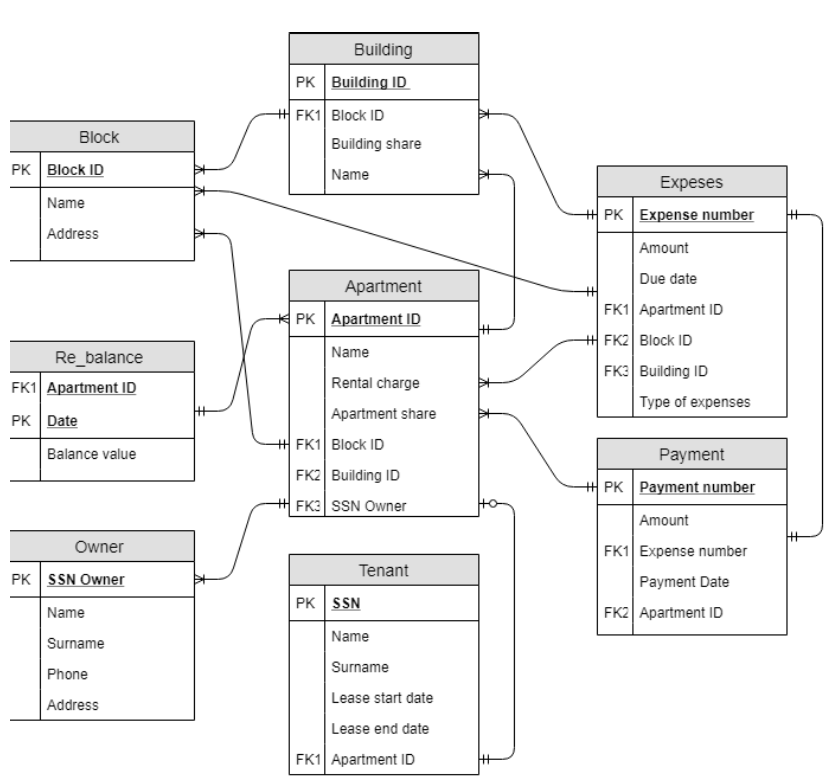 Building
PK Building ID
FK1 Block ID
Building share
Name
Block
PK Block ID
Name
Address
Expeses
PK Expense number
Amount
Due date
FK1 Apartment ID
FK2 Block ID
FK3 Building ID
Type of expenses
Apartment
PK Apartment ID
Name
Rental charge
Apartment share
FK1 Block ID
FK2 Building ID
FK3 SSN Owner
Re_balance
FK1 Apartment ID
PK Date
Balance value
Payment
PK Payment number
Amount
FK1 Expense number
Payment Date
FK2 Apartment ID
Owner
PK SSN Owner
Name
Surname
Phone
Address
Tenant
PK SSN
Name
Surname
Lease start date
Lease end date
FK1 Apartment ID